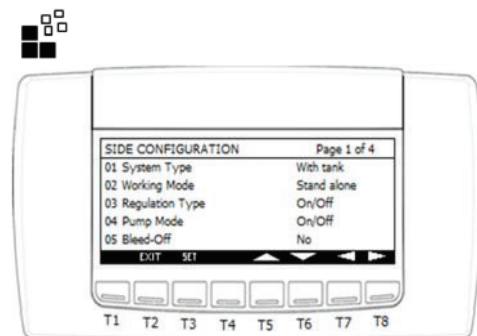 SIDE CONFIGURATION Page 1 of 4
01 System Type With tank
02 Working Mode Stand alone
03 Regulation Type On/Off
04 Pump Mode On/Off
05 Bleed-Off No
EXIT SET
T1 T2 T3 T4 T5 T6 T7 T8